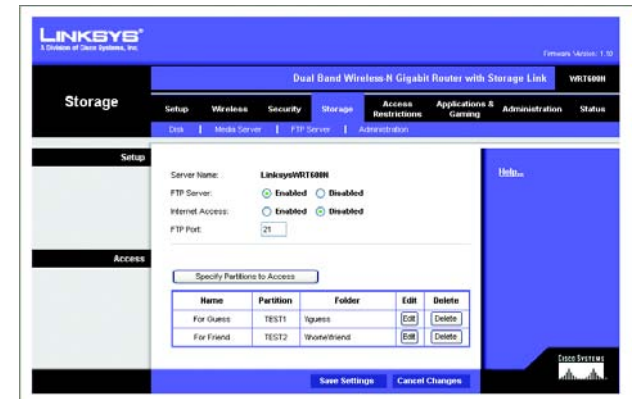 LINKSYS®
A Division of Cisco Systems, Inc.
Firmware Version: 1.10
Dual Band Wireless-N Gigabit Router with Storage Link WRT600N
Storage
Setup Wireless Security Storage Access Restrictions Applications & Gaming Administration Status
Disk | Media Server | FTP Server | Administration
Setup
Server Name: LinksysWRT600N
Help...
FTP Server: Enabled Disabled
Internet Access: Enabled Disabled
FTP Port: 21
Access
Specify Partitions to Access
Name Partition Folder Edit Delete
For Guess TEST1 \guess Edit Delete
For Friend TEST2 Edit Delete
Save Settings Cancel Changes
CISCO SYSTEMS